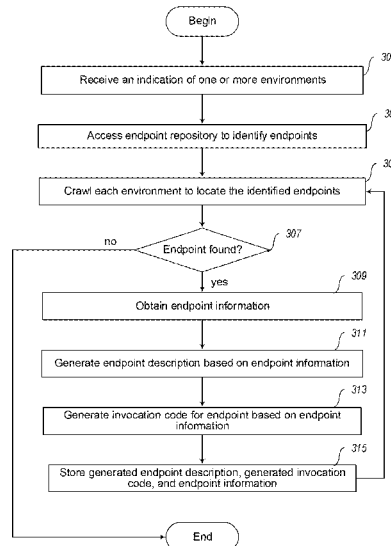 Begin
30
Receive an indication of one or more environments
30
Access endpoint repository to identify endpoints
30
Crawl each environment to locate the identified endpoints
307
no
Endpoint found?
yes
309
Obtain endpoint information
311
Generate endpoint description based on endpoint information
313
Generate invocation code for endpoint based on endpoint
information
315
Store generated endpoint description, generated invocation
code, and endpoint information
End